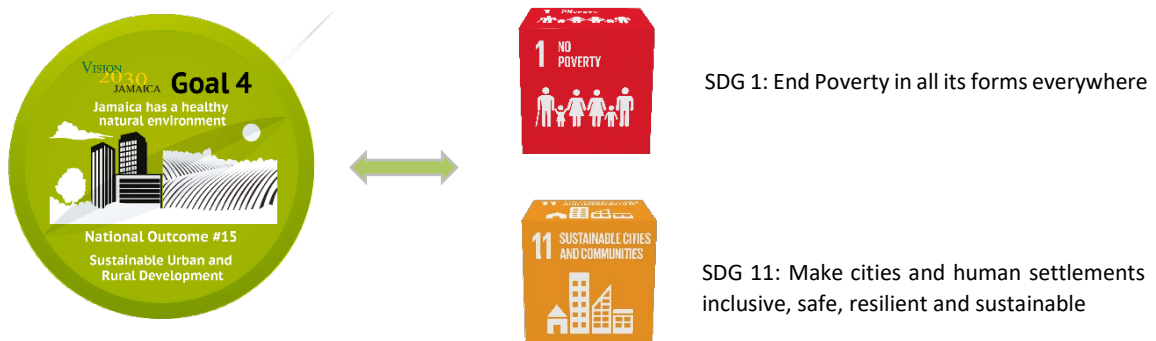 VISION
2030
JAMAICA
Goal 4
Jamaica has a healthy
natural environment
National Outcome #15
Sustainable Urban and
Rural Development
1 NO
POVERTY
SDG 1: End Poverty in all its forms everywhere
11 SUSTAINABLE CITIES
AND COMMUNITIES
SDG 11: Make cities and human settlements
inclusive, safe, resilient and sustainable